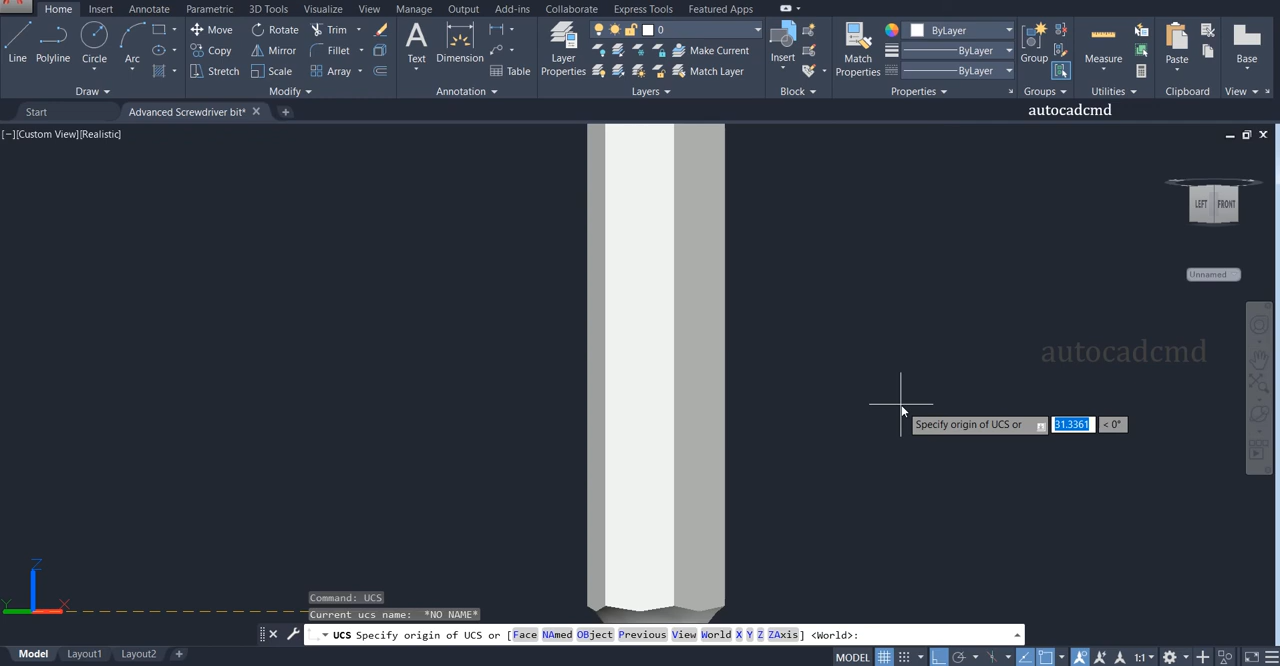 Home Insert Annotate Parametric 3D Tools Visualize View Manage Output Add-ins Collaborate Express Tools Featured Apps
Line Polyline Circle Arc
Move Rotate Trim
Copy Mirror Fillet
Stretch Scale Array
Text Dimension Table
Layer Properties
0
Make Current
Match Layer
Insert
Match Properties
ByLayer
ByLayer
ByLayer
Group
Measure
Paste
Base
Draw Modify Annotation Layers Block Properties Groups Utilities Clipboard View
Start Advanced Screwdriver bit*
autocadcmd
[−][Custom View][Realistic]
LEFT FRONT
Unnamed
autocadcmd
Specify origin of UCS or 31.3361 < 0°
Z
Y X
Command: UCS
Current ucs name: *NO NAME*
UCS Specify origin of UCS or [Face NAmed OBject Previous View World X Y Z ZAxis] <World>:
Model Layout1 Layout2 +
MODEL 1:1